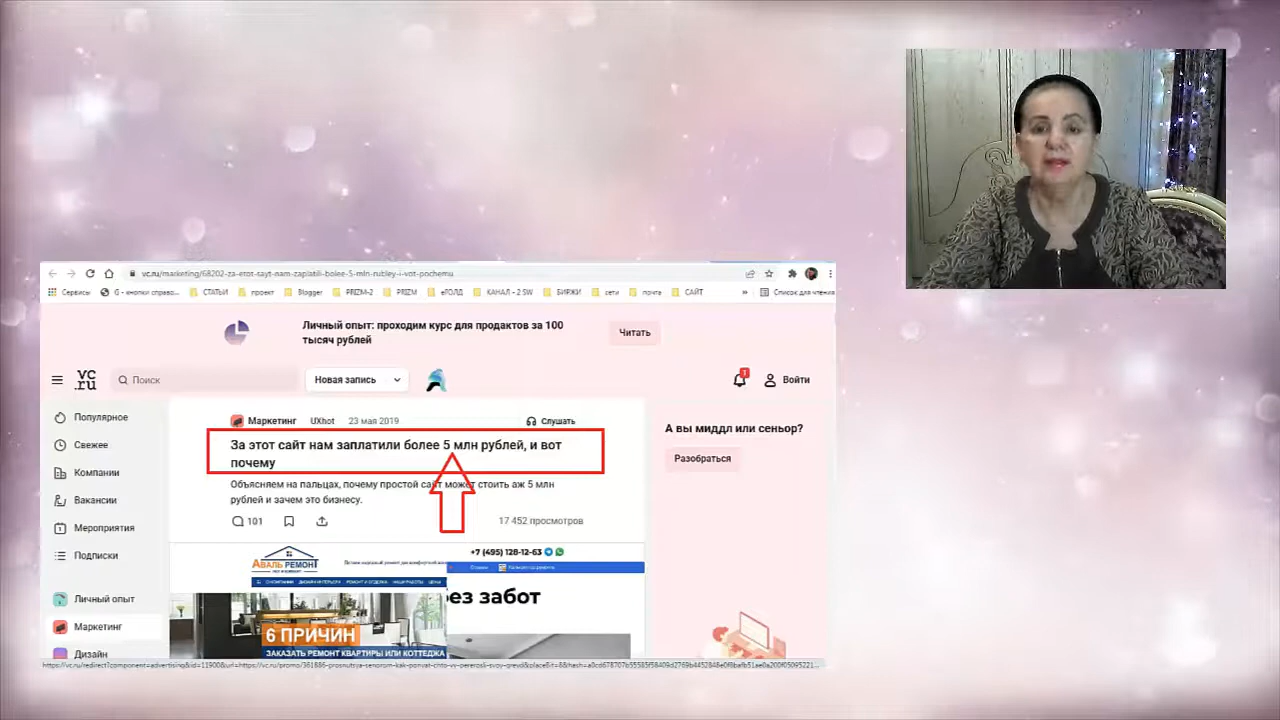 vc.ru/marketing/68202-za-etot-sayt-nam-zaplatili-bolee-5-mln-rubley-i-vot-pochemu
Сервисы G - кнопки справо... СТАТЬИ проект Blogger PRIZM-2 PRIZM еГОЛД КАНАЛ - 2 SW БИРЖИ сети почта САЙТ » Список для чтения
Личный опыт: проходим курс для продактов за 100
тысяч рублей
Читать
vc.ru
Поиск
Новая запись
1
Войти
Популярное
Свежее
Компании
Вакансии
Мероприятия
Подписки
Личный опыт
Маркетинг
Дизайн
Маркетинг UXhot 23 мая 2019 Слушать
За этот сайт нам заплатили более 5 млн рублей, и вот
почему
Объясняем на пальцах, почему простой сайт может стоить аж 5 млн
рублей и зачем это бизнесу.
101 17 452 просмотров
АВАЛЬ РЕМОНТ
+7 (495) 128-12-63
без забот
6 ПРИЧИН
ЗАКАЗАТЬ РЕМОНТ КВАРТИРЫ ИЛИ КОТТЕДЖА
А вы миддл или сеньор?
Разобраться